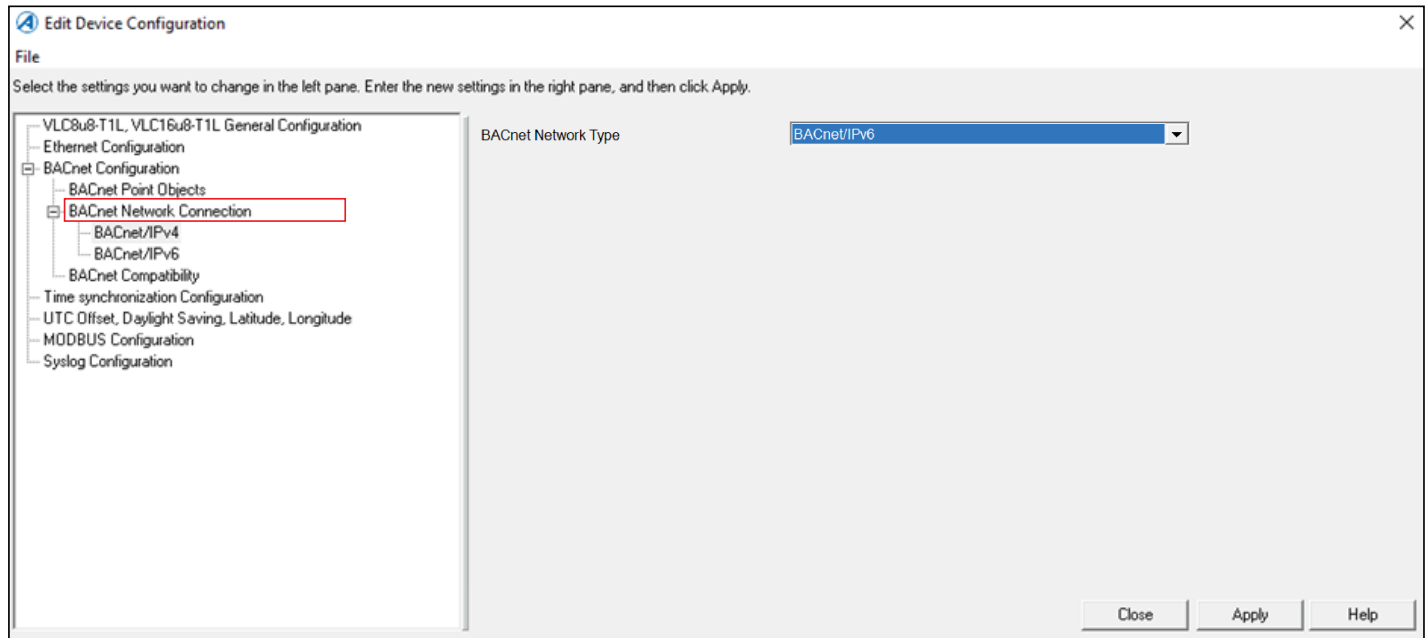 Edit Device Configuration
File
Select the settings you want to change in the left pane. Enter the new settings in the right pane, and then click Apply.
VLC8u8-T1L, VLC16u8-T1L General Configuration
Ethernet Configuration
BACnet Configuration
BACnet Point Objects
BACnet Network Connection
BACnet/IPv4
BACnet/IPv6
BACnet Compatibility
Time synchronization Configuration
UTC Offset, Daylight Saving, Latitude, Longitude
MODBUS Configuration
Syslog Configuration
BACnet Network Type
BACnet/IPv6
Close
Apply
Help